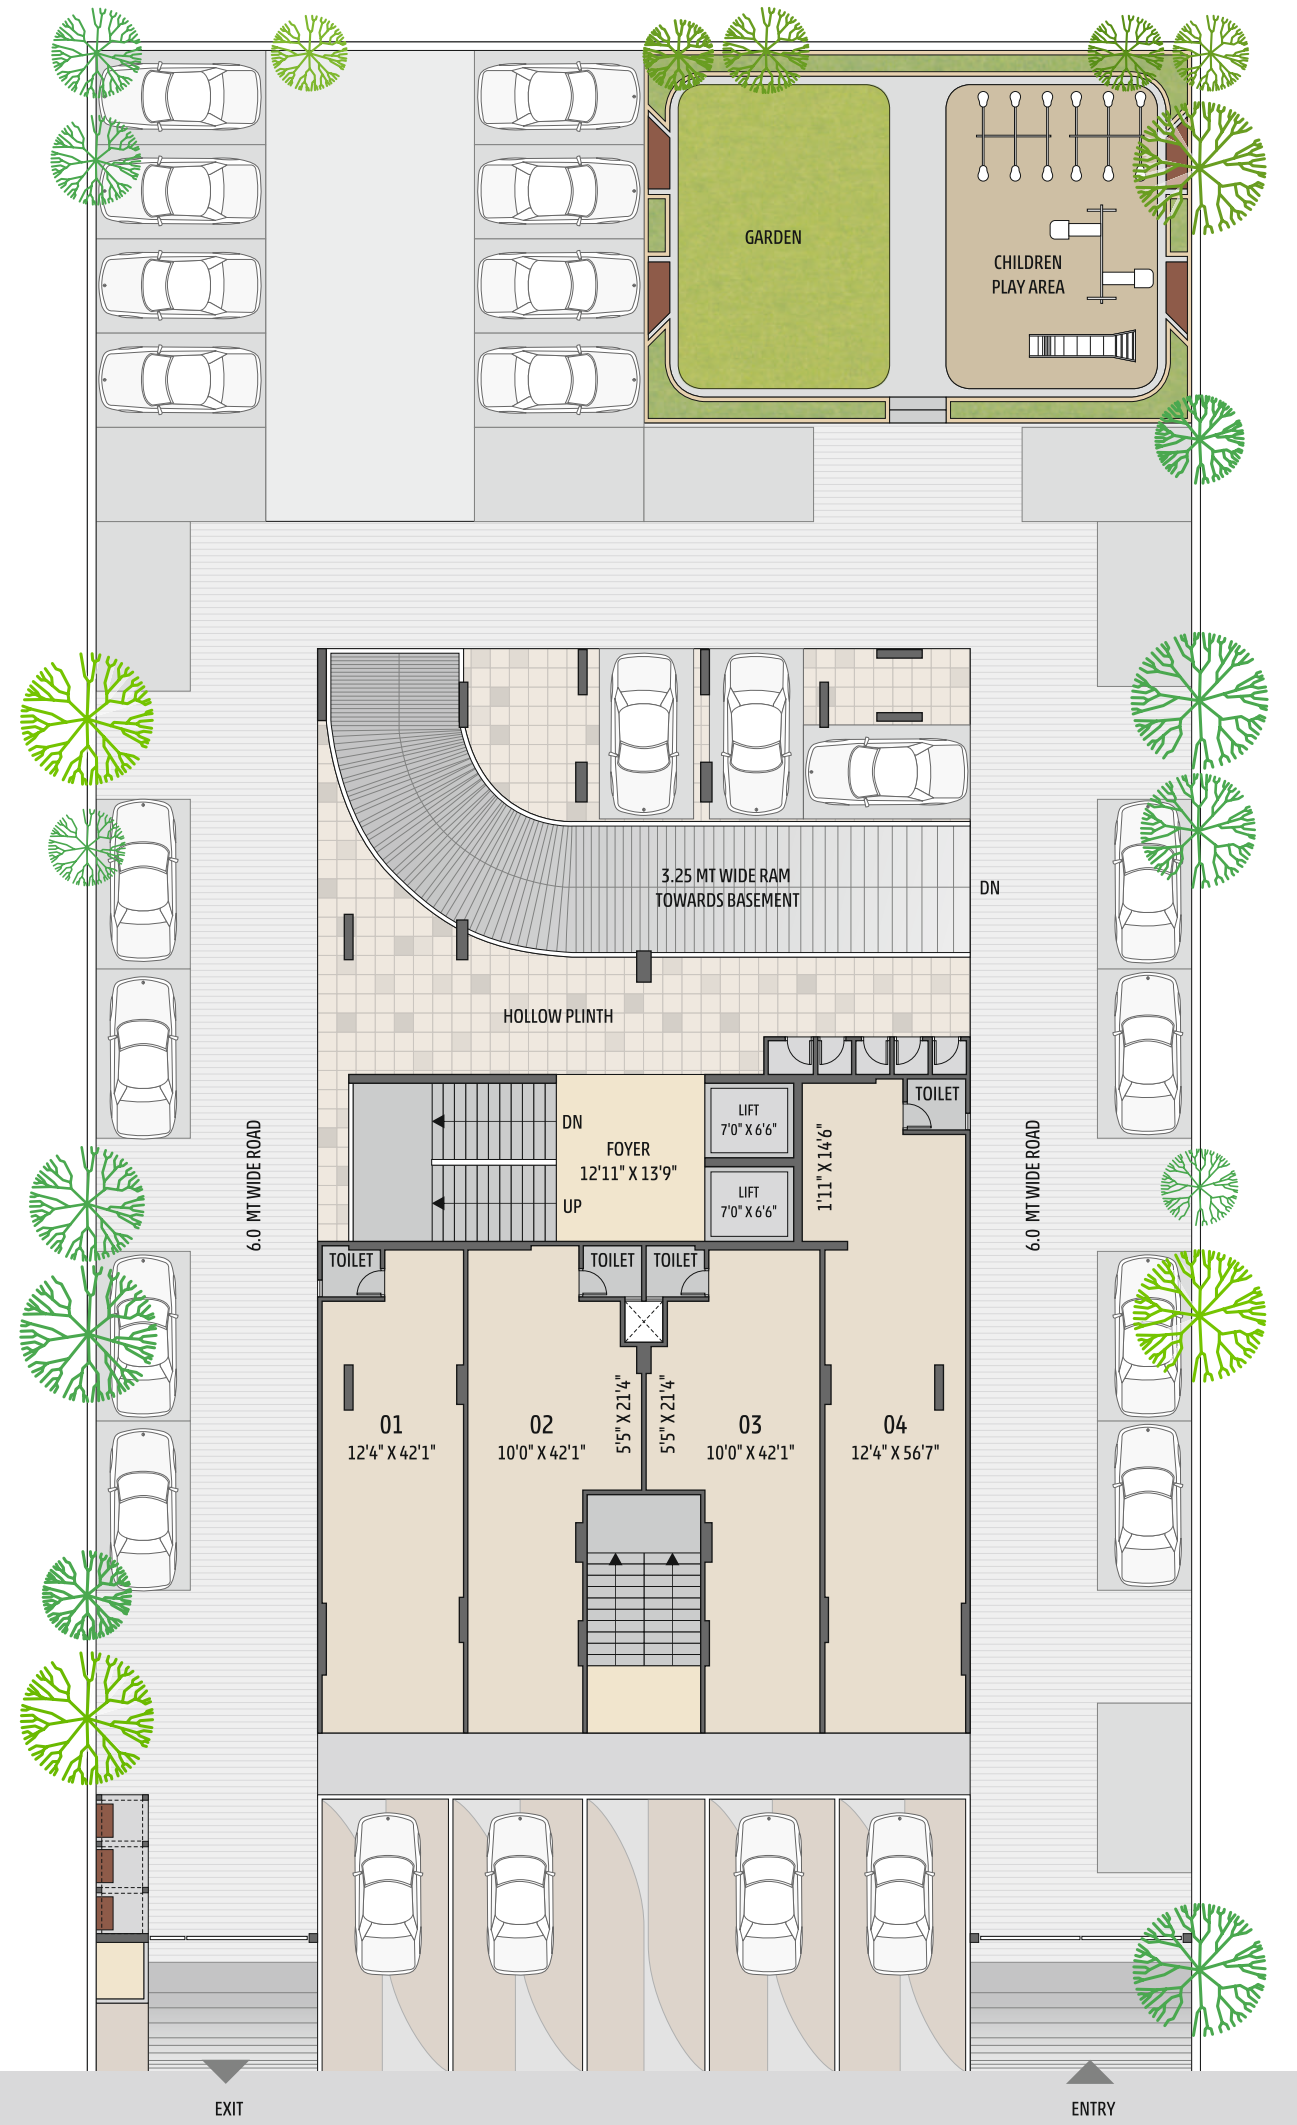 GARDEN
CHILDREN
PLAY AREA
3.25 MT WIDE RAM
TOWARDS BASEMENT
DN
HOLLOW PLINTH
TOILET
LIFT
7'0" X 6'6"
DN
FOYER
12'11" X 13'9"
UP
LIFT
7'0" X 6'6"
1'11" X 14'6"
6.0 MT WIDE ROAD
6.0 MT WIDE ROAD
TOILET
TOILET
TOILET
5'5" X 21'4"
5'5" X 21'4"
01
12'4" X 42'1"
02
10'0" X 42'1"
03
10'0" X 42'1"
04
12'4" X 56'7"
EXIT
ENTRY